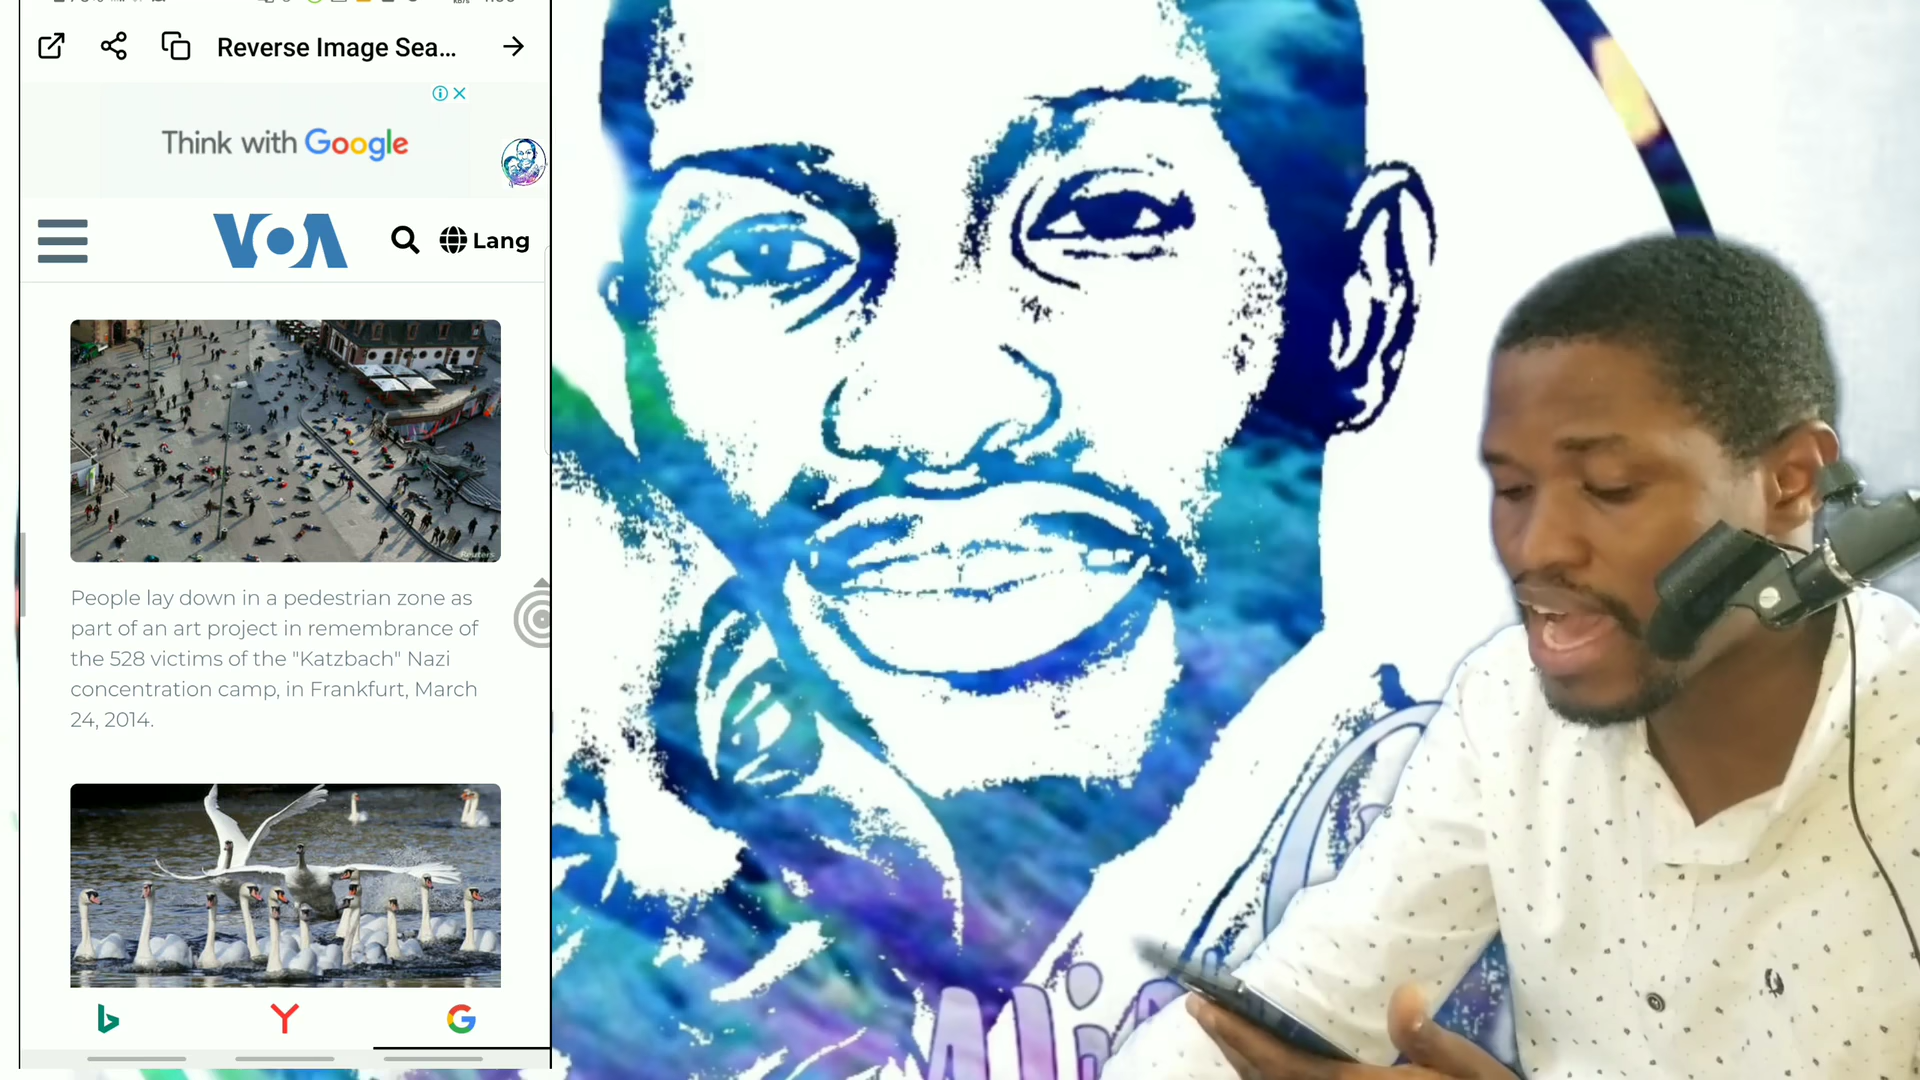 Reverse Image Sea...
Think with Google
VOA
Lang
Reuters
People lay down in a pedestrian zone as
part of an art project in remembrance of
the 528 victims of the "Katzbach" Nazi
concentration camp, in Frankfurt, March
24, 2014.